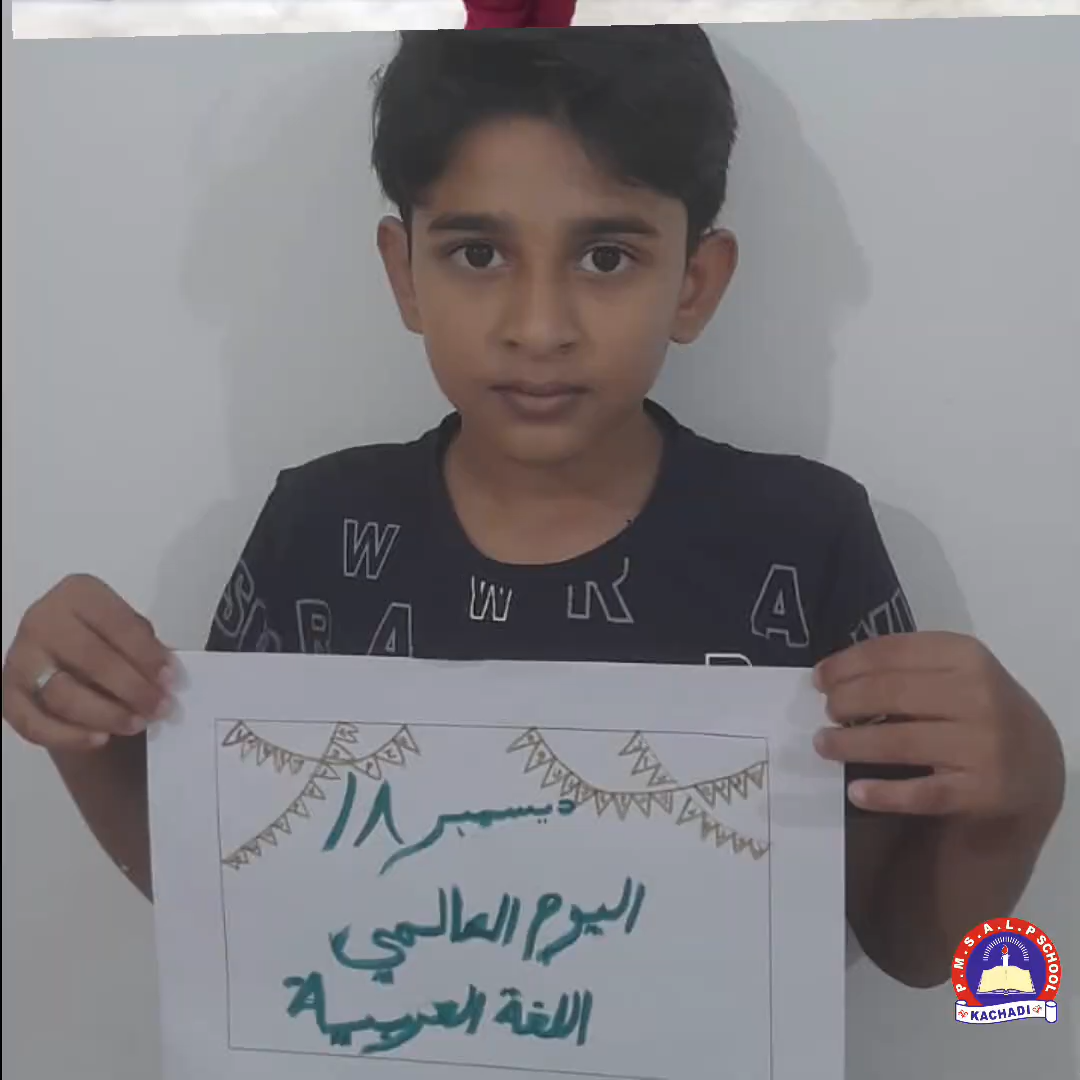 W W R A
S R A
ديسمبر ١٨
اليوم العالمي
اللغة العربية
P.M.S.A.L.P SCHOOL
KACHADI